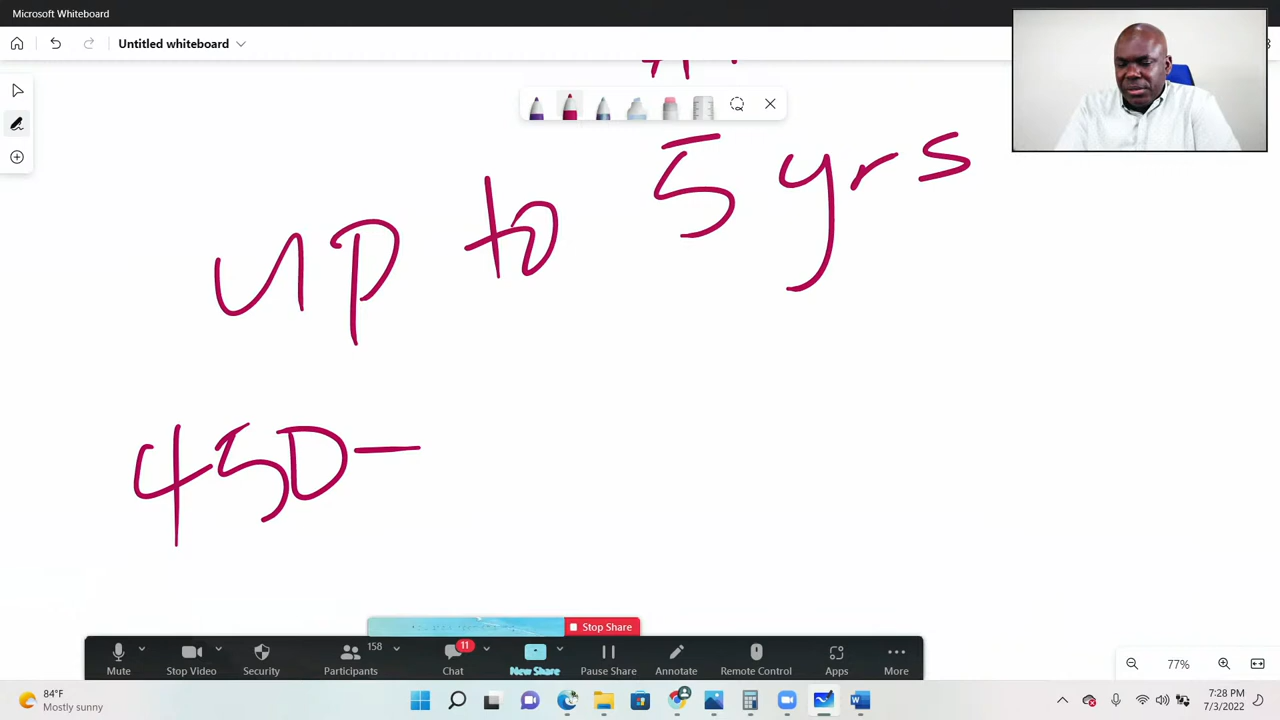 Microsoft Whiteboard
Untitled whiteboard
up to 5 yrs
450-
Stop Share
158
11
Mute
Stop Video
Security
Participants
Chat
New Share
Pause Share
Annotate
Remote Control
Apps
More
77%
84°F
Mostly sunny
7:28 PM
7/3/2022